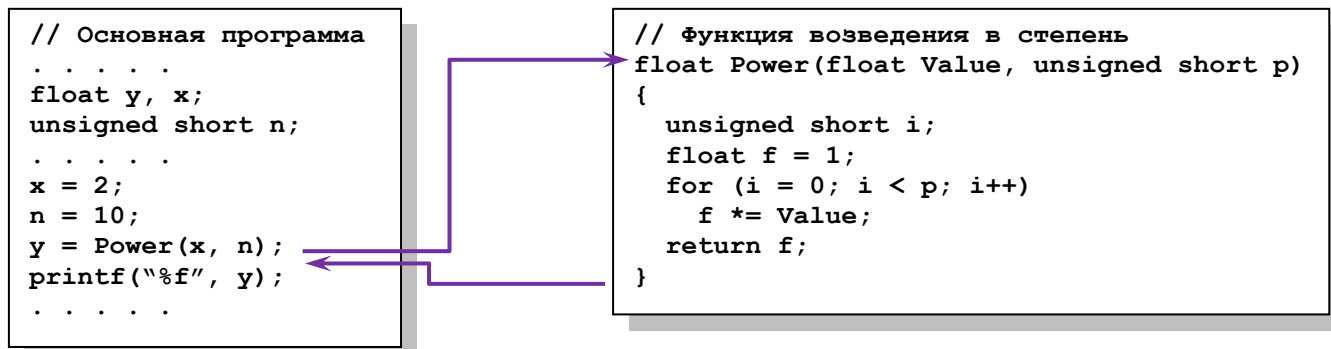 // Основная программа
. . . . .
float y, x;
unsigned short n;
. . . . .
x = 2;
n = 10;
y = Power(x, n);
printf(“%f”, y);
. . . . .
// Функция возведения в степень
float Power(float Value, unsigned short p)
{
unsigned short i;
float f = 1;
for (i = 0; i < p; i++)
f *= Value;
return f;
}